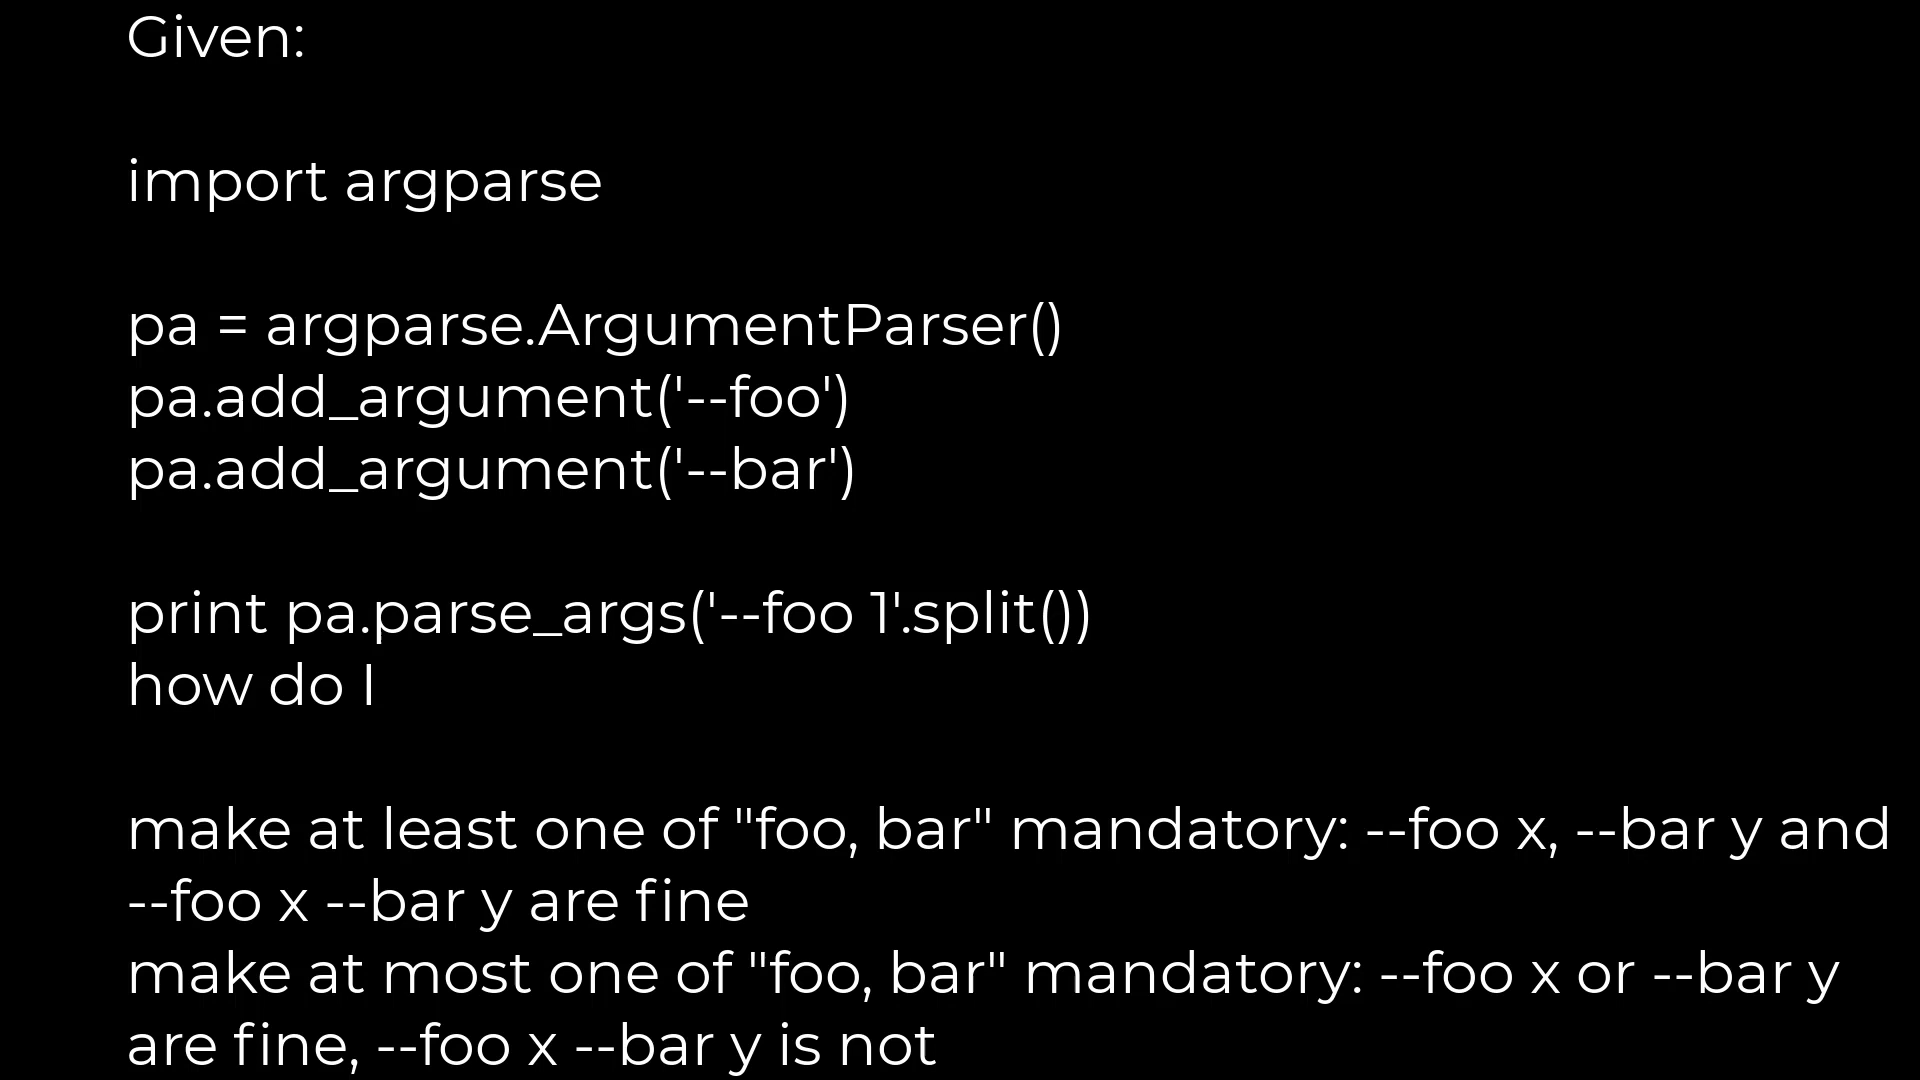 Given:
import argparse
pa = argparse.ArgumentParser()
pa.add_argument('--foo')
pa.add_argument('--bar')
print pa.parse_args('--foo 1'.split())
how do I
make at least one of "foo, bar" mandatory: --foo x, --bar y and
--foo x --bar y are fine
make at most one of "foo, bar" mandatory: --foo x or --bar y
are fine, --foo x --bar y is not